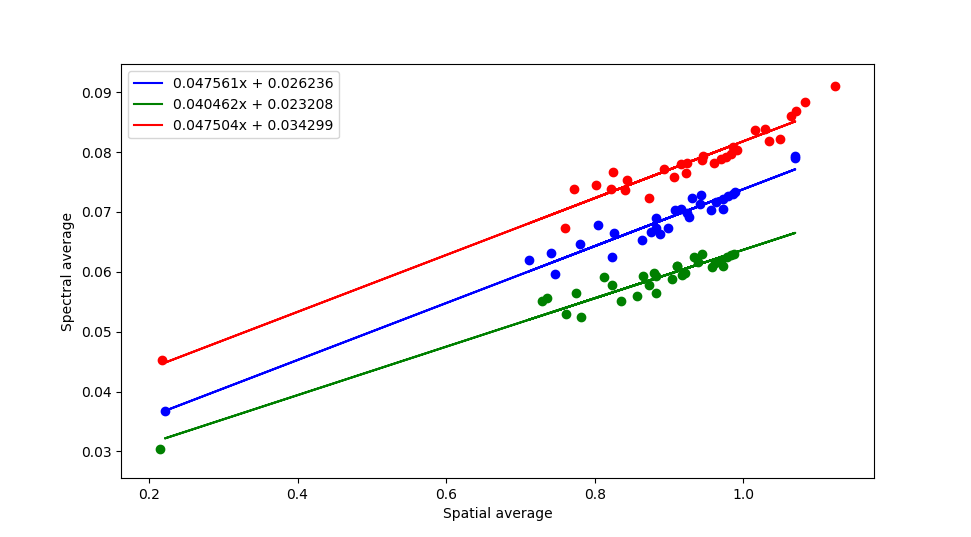 0.047561x + 0.026236
0.040462x + 0.023208
0.047504x + 0.034299
0.09
0.08
0.07
0.06
0.05
0.04
0.03
Spectral average
0.2 0.4 0.6 0.8 1.0
Spatial average